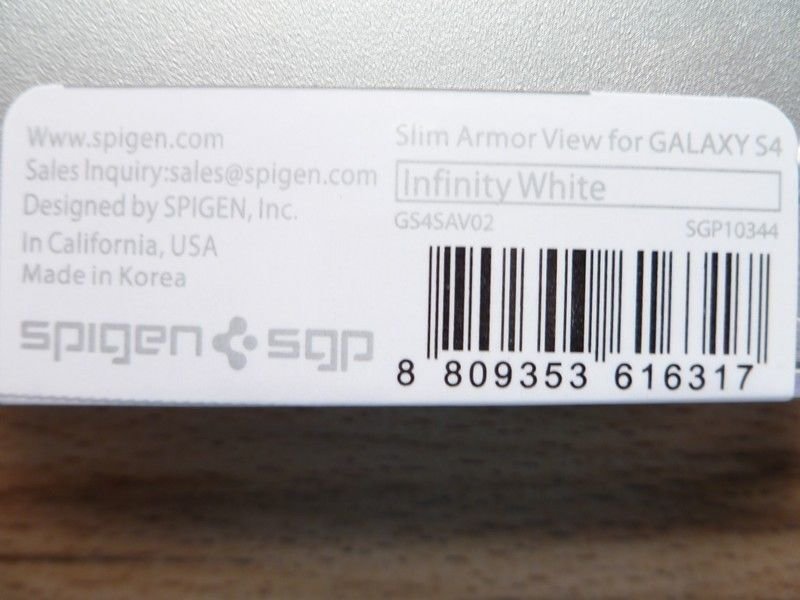 Www.spigen.com
Sales Inquiry:sales@spigen.com
Designed by SPIGEN, Inc.
in California, USA
Made in Korea
spigen sgp
Slim Armor View for GALAXY S4
Infinity White
GS4SAV02 SGP10344
8 809353 616317